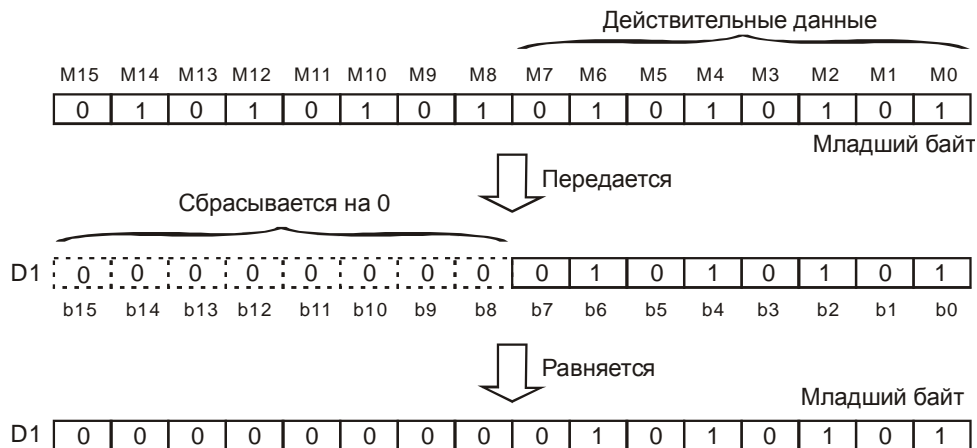 Действительные данные
M15 M14 M13 M12 M11 M10 M9 M8 M7 M6 M5 M4 M3 M2 M1 M0
0 1 0 1 0 1 0 1 0 1 0 1 0 1 0 1
Младший байт
Передается
Сбрасывается на 0
D1 0 0 0 0 0 0 0 0 0 1 0 1 0 1 0 1
b15 b14 b13 b12 b11 b10 b9 b8 b7 b6 b5 b4 b3 b2 b1 b0
Равняется
Младший байт
D1 0 0 0 0 0 0 0 0 0 1 0 1 0 1 0 1